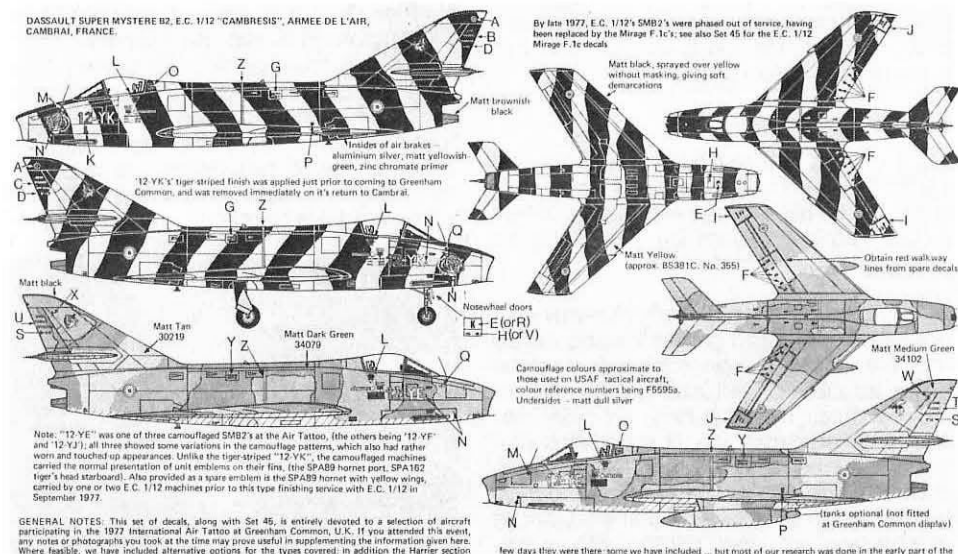 DASSAULT SUPER MYSTERE B2, E.C. 1/12 "CAMBRESIS", ARMEE DE L'AIR,
CAMBRAI, FRANCE.
A
B
D
L
O
Z
G
M
12-YK
N
K
P
Matt brownish
black
Insides of air brakes –
aluminium silver, matt yellowish
green, zinc chromate primer
'12-YK's' tiger-striped finish was applied just prior to coming to Greenham
Common, and was removed immediately on it's return to Cambrai.
By late 1977, E.C. 1/12's SMB2's were phased out of service, having
been replaced by the Mirage F.1c's; see also Set 45 for the E.C. 1/12
Mirage F.1c decals
Matt black, sprayed over yellow
without masking, giving soft
demarcations
J
F
F
H
I
E
I
Matt Yellow
(approx. BS381C. No. 355)
A
C
D
G
Z
L
N
Q
N
Nosewheel doors
K E (or R)
H (or V)
Obtain red walkway
lines from spare decals
F
F
J
Camouflage colours approximate to
those used on USAF tactical aircraft,
colour reference numbers being FS595a.
Undersides – matt dull silver
Matt black
X
U
S
Matt Tan
30219
Y
Z
Matt Dark Green
34079
L
Q
YE
N
Note: "12-YE" was one of three camouflaged SMB2's at the Air Tattoo, (the others being '12-YF'
and '12-YJ'); all three showed some variations in the camouflage patterns, which also had rather
worn and touched up appearances. Unlike the tiger-striped "12-YK", the camouflaged machines
carried the normal presentation of unit emblems on their fins, (the SPA89 hornet port, SPA162
tiger's head starboard). Also provided as a spare emblem is the SPA89 hornet with yellow wings,
carried by one or two E.C. 1/12 machines prior to this type finishing service with E.C. 1/12 in
September 1977.
Matt Medium Green
34102
W
T
S
L
O
Z
Y
M
N
P
(tanks optional (not fitted
at Greenham Common display)
GENERAL NOTES: This set of decals, along with Set 45, is entirely devoted to a selection of aircraft
participating in the 1977 International Air Tattoo at Greenham Common, U.K. If you attended this event,
any notes or photographs you took at the time may prove useful in supplementing the information given here.
Where feasible, we have included alternative options for the types covered; in addition the Harrier section
few days they were there; some we have included ... but most of our research was done in the early part of the